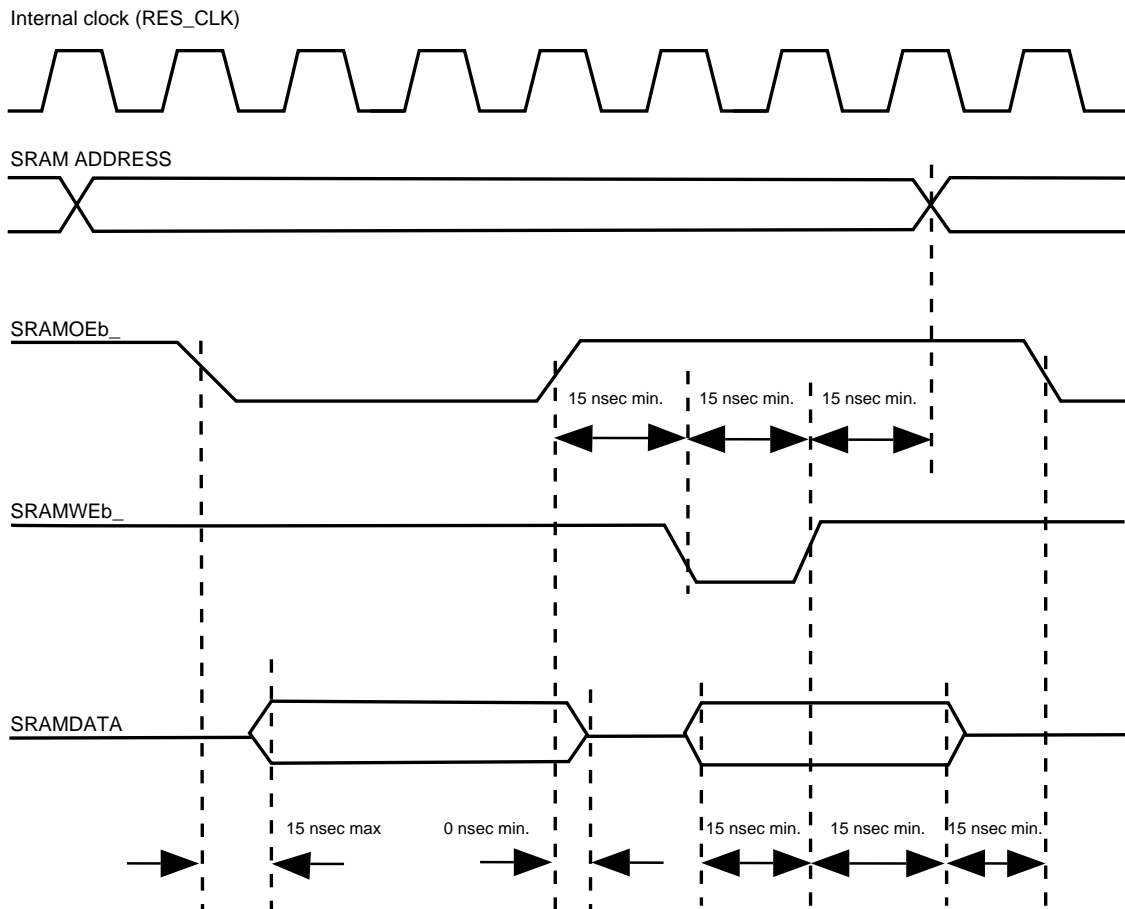 Internal clock (RES_CLK)
SRAM ADDRESS
SRAMOEb_
15 nsec min.
15 nsec min.
15 nsec min.
SRAMWEb_
SRAMDATA
15 nsec max
0 nsec min.
15 nsec min.
15 nsec min.
15 nsec min.